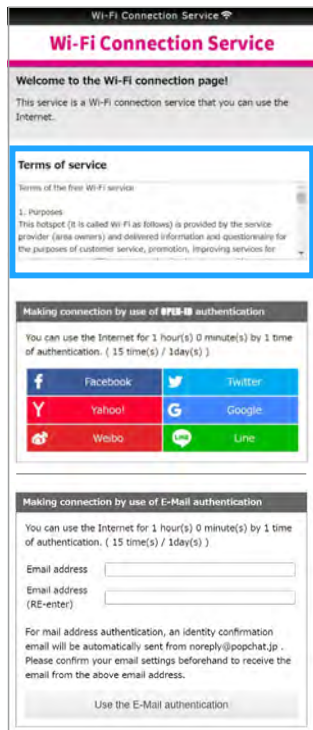 Wi-Fi Connection Service
Wi-Fi Connection Service
Welcome to the Wi-Fi connection page!
This service is a Wi-Fi connection service that you can use the
Internet.
Terms of service
Terms of the free Wi-Fi service
1. Purposes
This hotspot (it is called Wi-Fi as follows) is provided by the service
provider (area owners) and delivered information and questionnaire for
the purposes of customer service, promotion, improving services for
Making connection by use of OPEN-ID authentication
You can use the Internet for 1 hour(s) 0 minute(s) by 1 time
of authentication. ( 15 time(s) / 1day(s) )
Facebook
Twitter
Yahoo!
Google
Weibo
LINE
Line
Making connection by use of E-Mail authentication
You can use the Internet for 1 hour(s) 0 minute(s) by 1 time
of authentication. ( 15 time(s) / 1day(s) )
Email address
Email address
(RE-enter)
For mail address authentication, an identity confirmation
email will be automatically sent from noreply@popchat.jp .
Please confirm your email settings beforehand to receive the
email from the above email address.
Use the E-Mail authentication